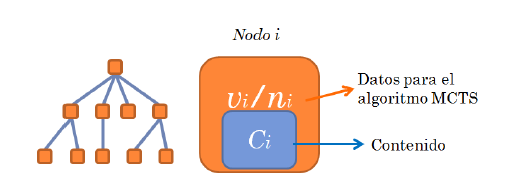 Nodo i
vi/ni
Datos para el
algoritmo MCTS
Ci
Contenido